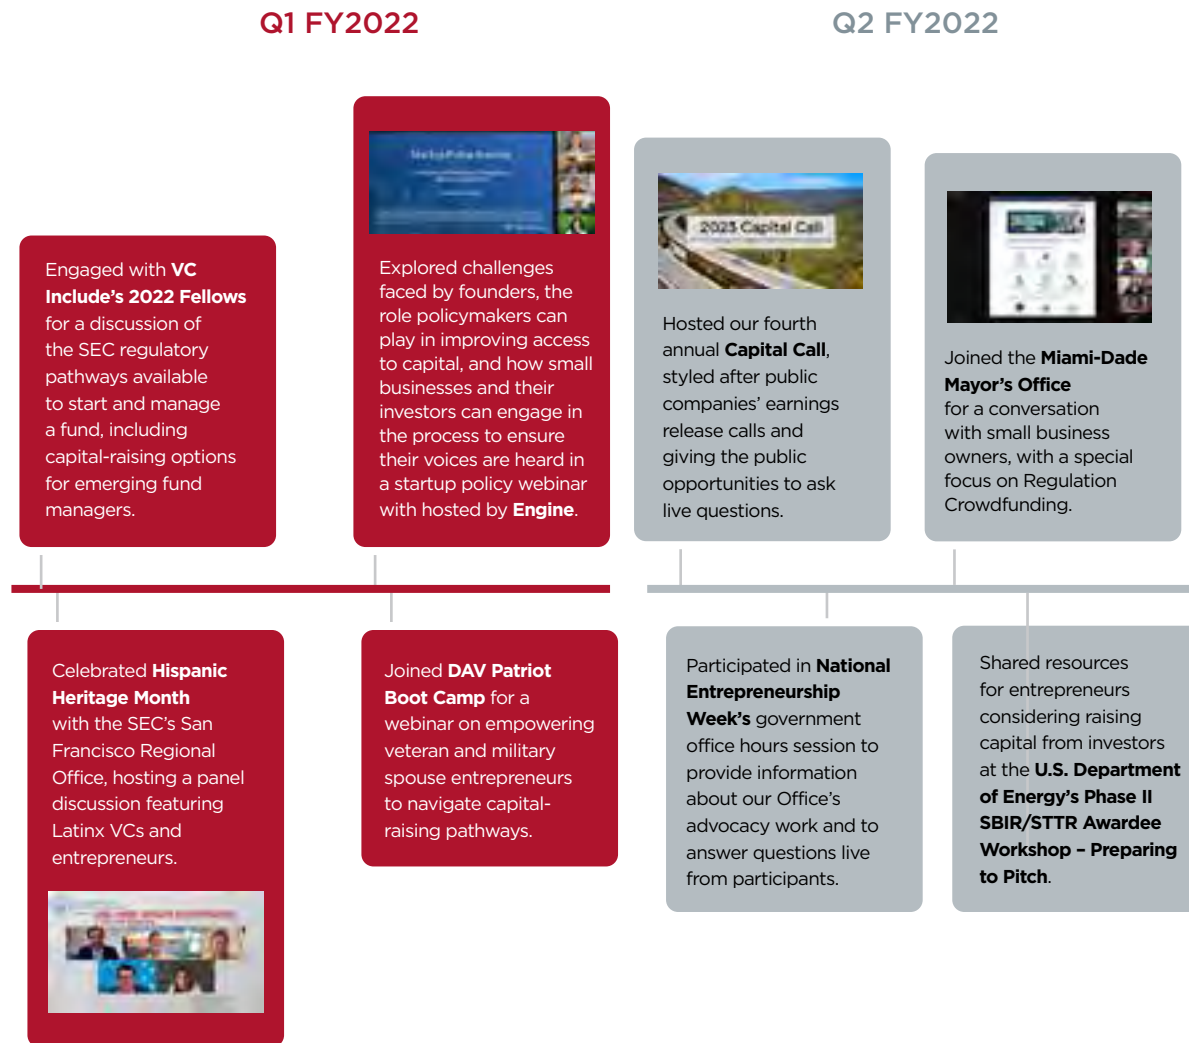 Q1 FY2022
Q2 FY2022
Engaged with VC
Include’s 2022 Fellows
for a discussion of
the SEC regulatory
pathways available
to start and manage
a fund, including
capital-raising options
for emerging fund
managers.
Explored challenges
faced by founders, the
role policymakers can
play in improving access
to capital, and how small
businesses and their
investors can engage in
the process to ensure
their voices are heard in
a startup policy webinar
with hosted by Engine.
2023 Capital Call
Hosted our fourth
annual Capital Call,
styled after public
companies’ earnings
release calls and
giving the public
opportunities to ask
live questions.
Joined the Miami-Dade
Mayor’s Office
for a conversation
with small business
owners, with a special
focus on Regulation
Crowdfunding.
Celebrated Hispanic
Heritage Month
with the SEC’s San
Francisco Regional
Office, hosting a panel
discussion featuring
Latinx VCs and
entrepreneurs.
Joined DAV Patriot
Boot Camp for a
webinar on empowering
veteran and military
spouse entrepreneurs
to navigate capital-
raising pathways.
Participated in National
Entrepreneurship
Week’s government
office hours session to
provide information
about our Office’s
advocacy work and to
answer questions live
from participants.
Shared resources
for entrepreneurs
considering raising
capital from investors
at the U.S. Department
of Energy’s Phase II
SBIR/STTR Awardee
Workshop – Preparing
to Pitch.